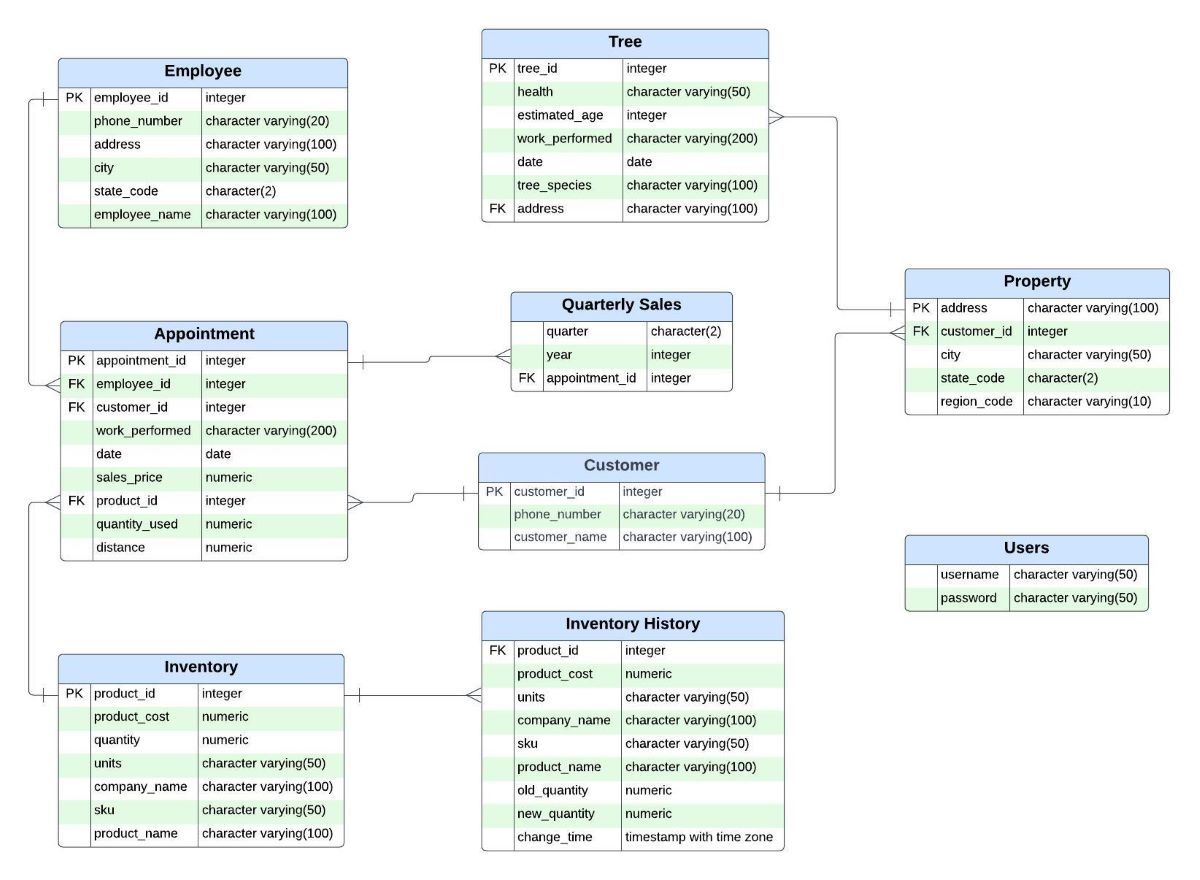 Employee
PK employee_id integer
phone_number character varying(20)
address character varying(100)
city character varying(50)
state_code character(2)
employee_name character varying(100)
Tree
PK tree_id integer
health character varying(50)
estimated_age integer
work_performed character varying(200)
date date
tree_species character varying(100)
FK address character varying(100)
Property
PK address character varying(100)
FK customer_id integer
city character varying(50)
state_code character(2)
region_code character varying(10)
Quarterly Sales
quarter character(2)
year integer
FK appointment_id integer
Appointment
PK appointment_id integer
FK employee_id integer
FK customer_id integer
work_performed character varying(200)
date date
sales_price numeric
FK product_id integer
quantity_used numeric
distance numeric
Customer
PK customer_id integer
phone_number character varying(20)
customer_name character varying(100)
Users
username character varying(50)
password character varying(50)
Inventory
PK product_id integer
product_cost numeric
quantity numeric
units character varying(50)
company_name character varying(100)
sku character varying(50)
product_name character varying(100)
Inventory History
FK product_id integer
product_cost numeric
units character varying(50)
company_name character varying(100)
sku character varying(50)
product_name character varying(100)
old_quantity numeric
new_quantity numeric
change_time timestamp with time zone